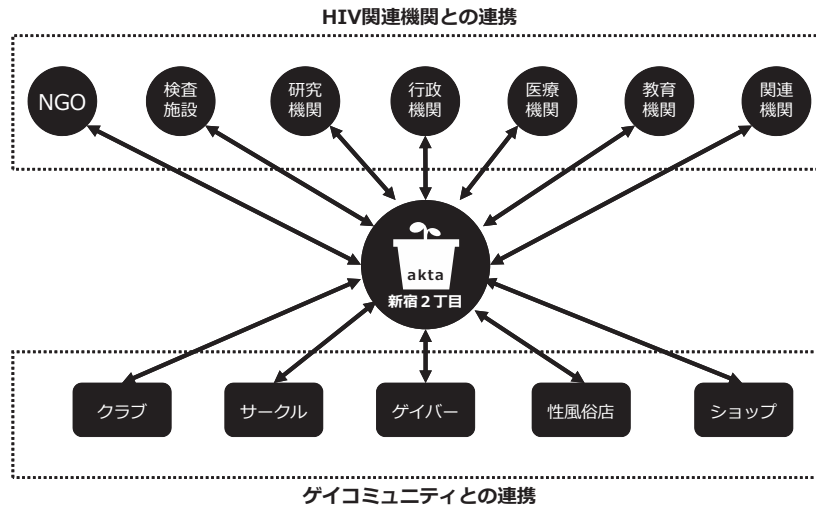 HIV関連機関との連携
NGO
検査
施設
研究
機関
行政
機関
医療
機関
教育
機関
関連
機関
akta
新宿２丁目
クラブ
サークル
ゲイバー
性風俗店
ショップ
ゲイコミュニティとの連携